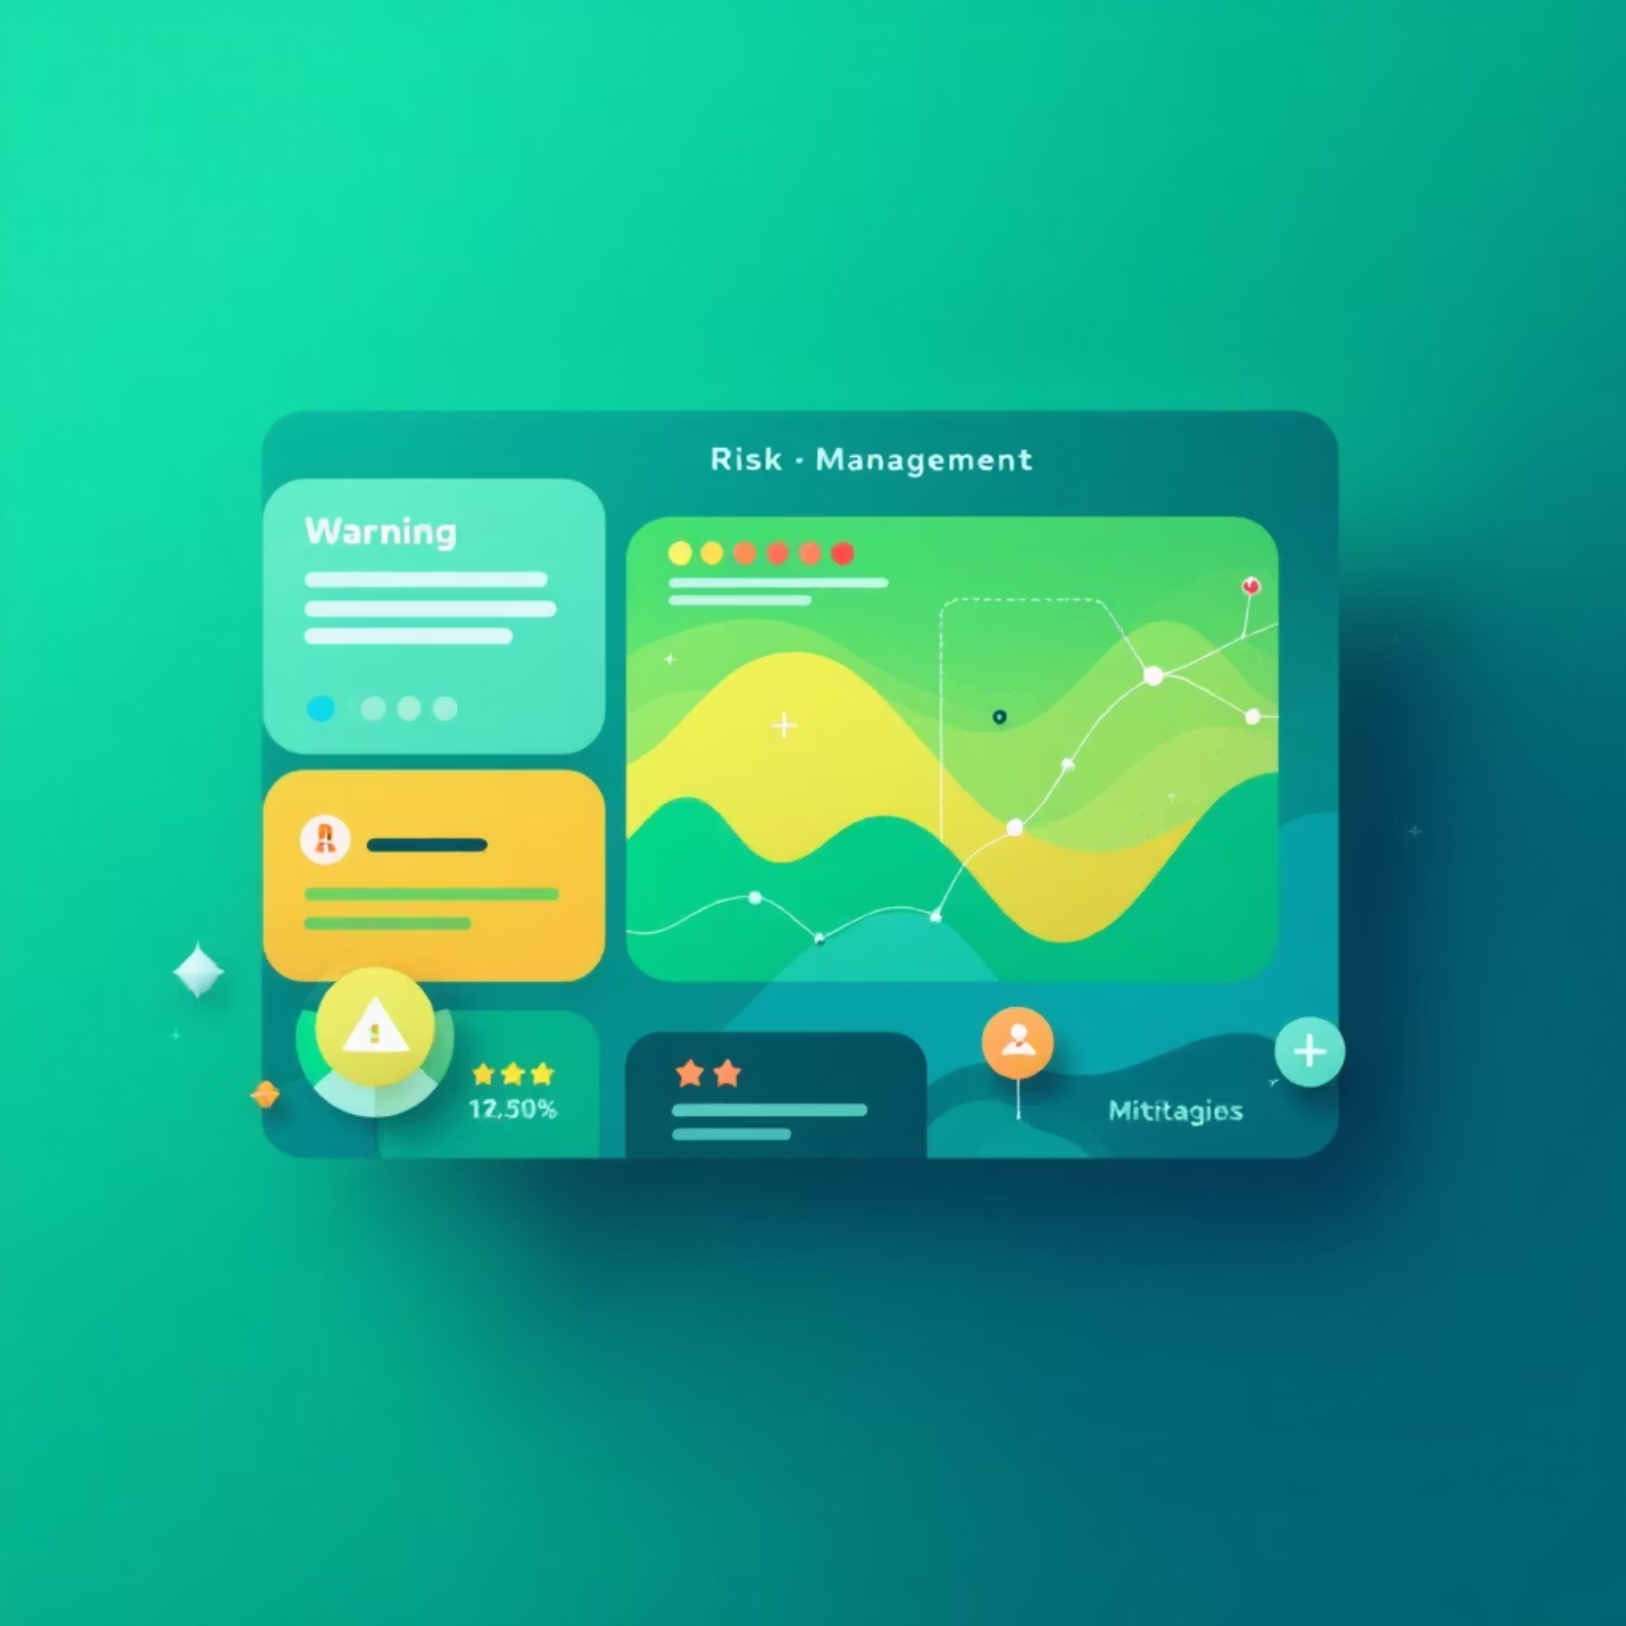 Risk · Management
Warning
12.50%
Mititagies